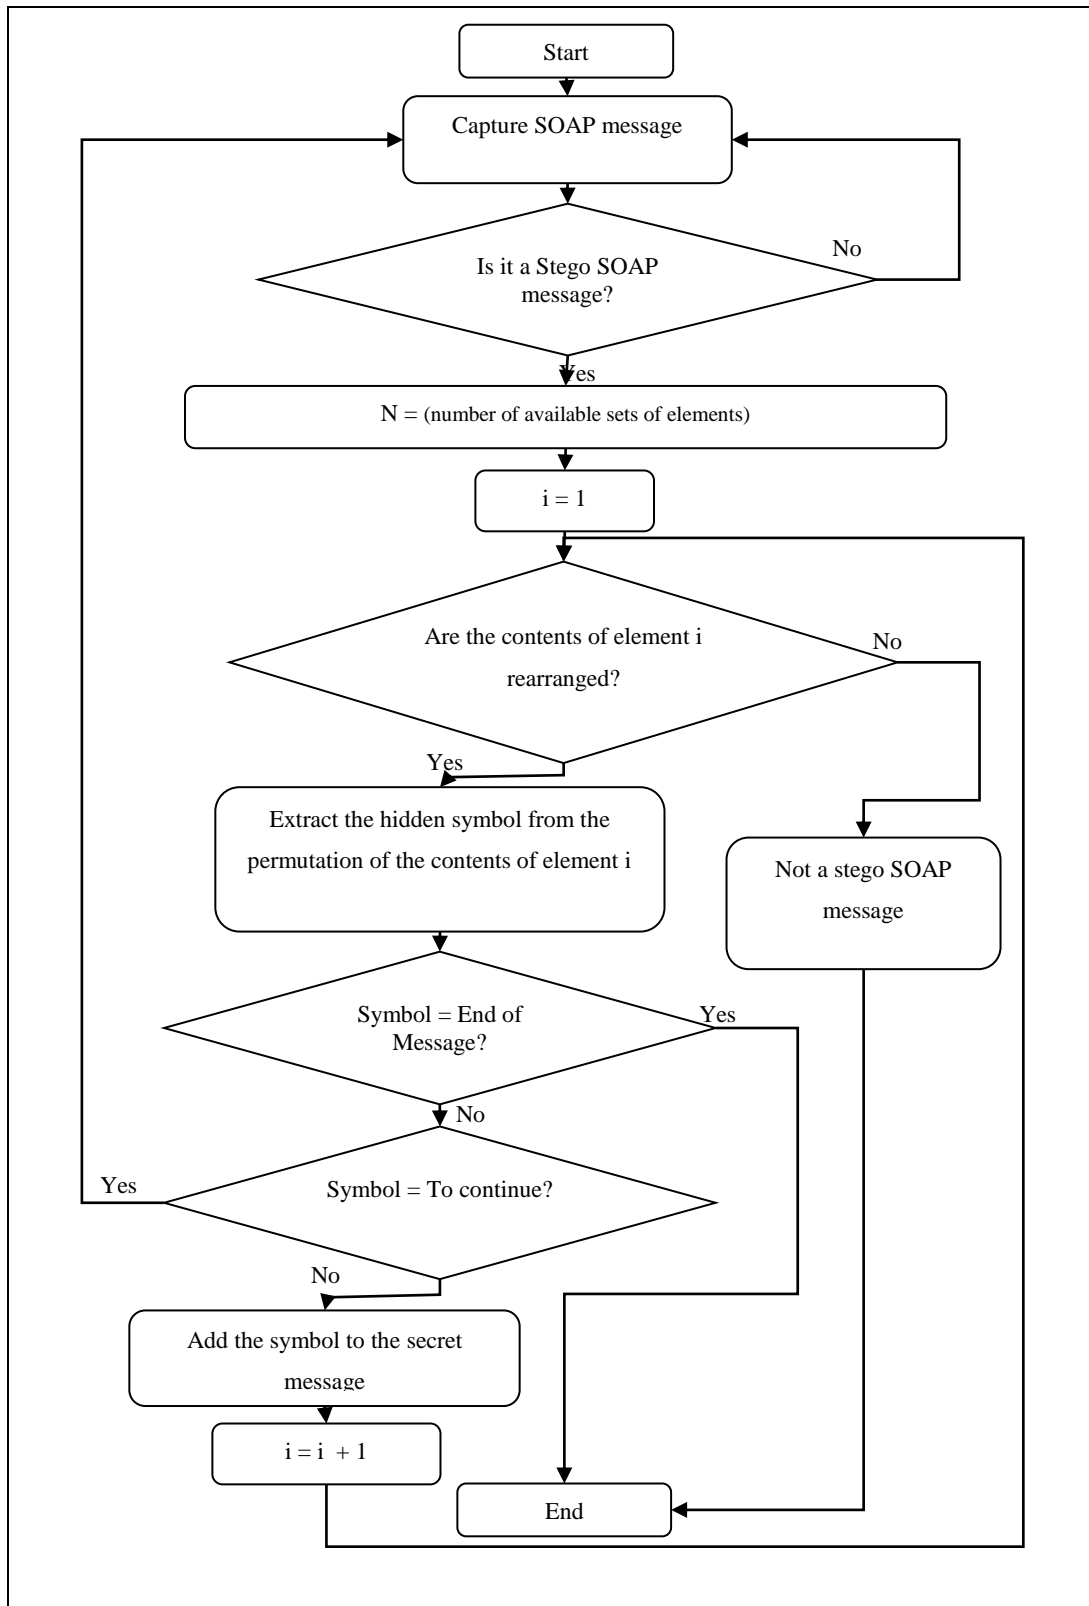 Start
Capture SOAP message
Is it a Stego SOAP
message?
No
Yes
N = (number of available sets of elements)
i = 1
Are the contents of element i
rearranged?
No
Yes
Extract the hidden symbol from the
permutation of the contents of element i
Not a stego SOAP
message
Symbol = End of
Message?
Yes
No
Symbol = To continue?
Yes
No
Add the symbol to the secret
message
i = i + 1
End